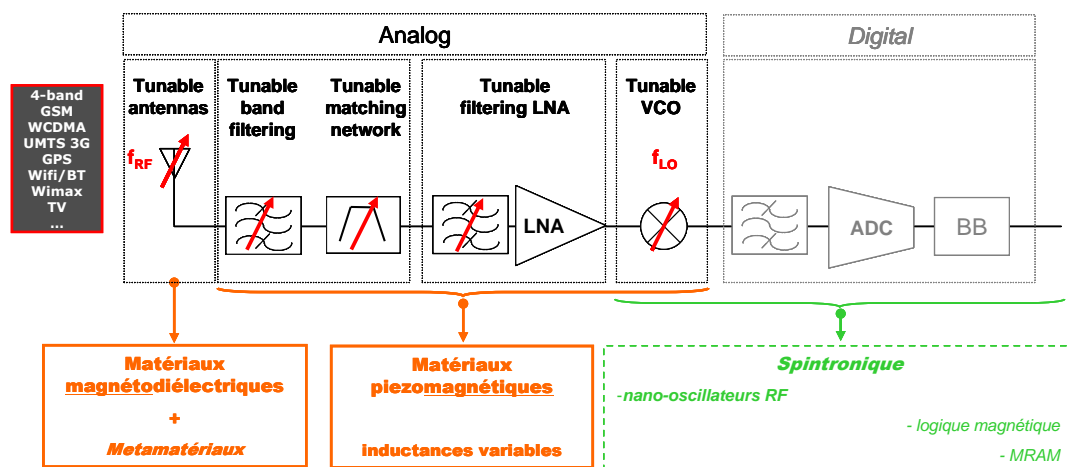 Analog
Digital
Tunable
antennas
Tunable
band
filtering
Tunable
matching
network
Tunable
filtering LNA
Tunable
VCO
4-band
GSM
WCDMA
UMTS 3G
GPS
Wifi/BT
Wimax
TV
...
fRF
fLO
LNA
ADC
BB
Matériaux
magnétodiélectriques
+
Metamatériaux
Matériaux
piezomagnétiques
inductances variables
Spintronique
-nano-oscillateurs RF
- logique magnétique
- MRAM